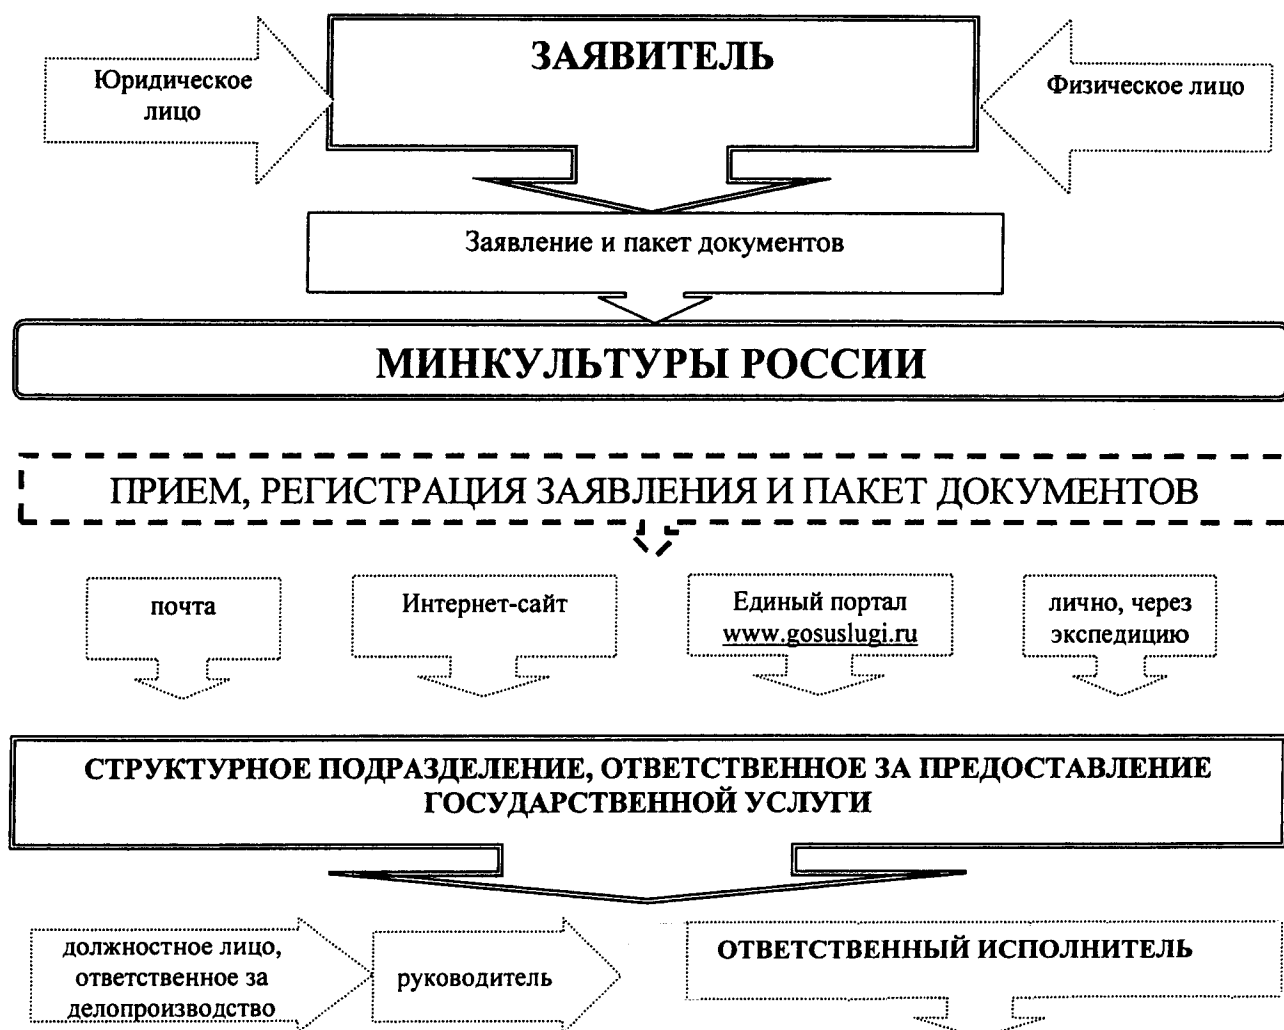 ЗАЯВИТЕЛЬ
Юридическое
лицо
Физическое лицо
Заявление и пакет документов
МИНКУЛЬТУРЫ РОССИИ
ПРИЕМ, РЕГИСТРАЦИЯ ЗАЯВЛЕНИЯ И ПАКЕТ ДОКУМЕНТОВ
почта
Интернет-сайт
Единый портал
www.gosuslugi.ru
лично, через
экспедицию
СТРУКТУРНОЕ ПОДРАЗДЕЛЕНИЕ, ОТВЕТСТВЕННОЕ ЗА ПРЕДОСТАВЛЕНИЕ
ГОСУДАРСТВЕННОЙ УСЛУГИ
должностное лицо,
ответственное за
делопроизводство
руководитель
ОТВЕТСТВЕННЫЙ ИСПОЛНИТЕЛЬ